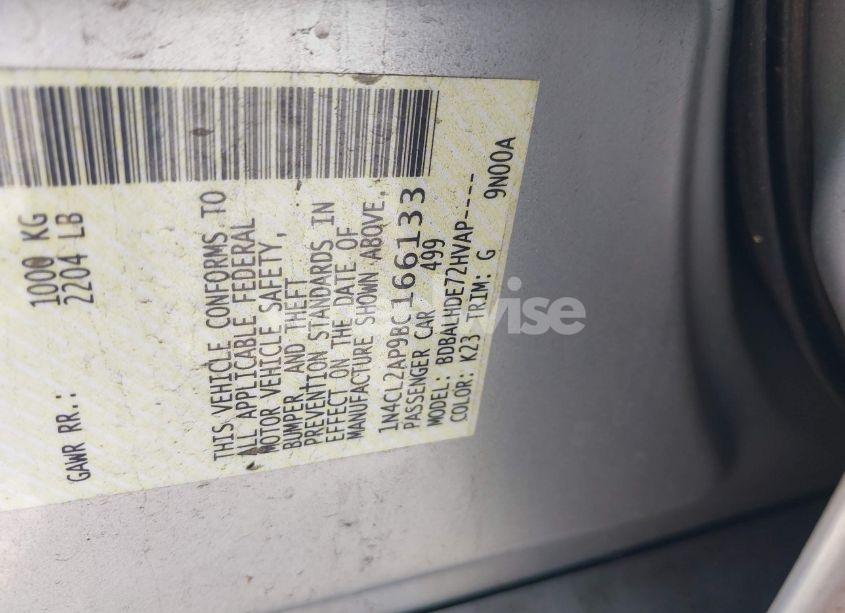 GAWR RR.: 1000 KG
2204 LB
THIS VEHICLE CONFORMS TO
ALL APPLICABLE FEDERAL
MOTOR VEHICLE SAFETY,
BUMPER AND THEFT
PREVENTION STANDARDS IN
EFFECT ON THE DATE OF
MANUFACTURE SHOWN ABOVE.
1N4CL2AP9BC166133
PASSENGER CAR 499
MODEL: BDBALHDE72HVAP----
COLOR: K23 TRIM: G 9N00A